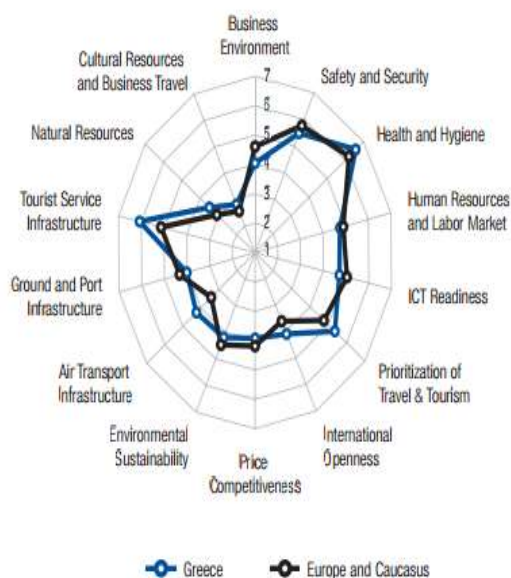 Business
Environment
Cultural Resources
and Business Travel
Safety and Security
Natural Resources
Health and Hygiene
Tourist Service
Infrastructure
Human Resources
and Labor Market
Ground and Port
Infrastructure
ICT Readiness
Air Transport
Infrastructure
Prioritization of
Travel & Tourism
Environmental
Sustainability
International
Openness
Price
Competitiveness
7
6
5
4
3
2
1
Greece
Europe and Caucasus